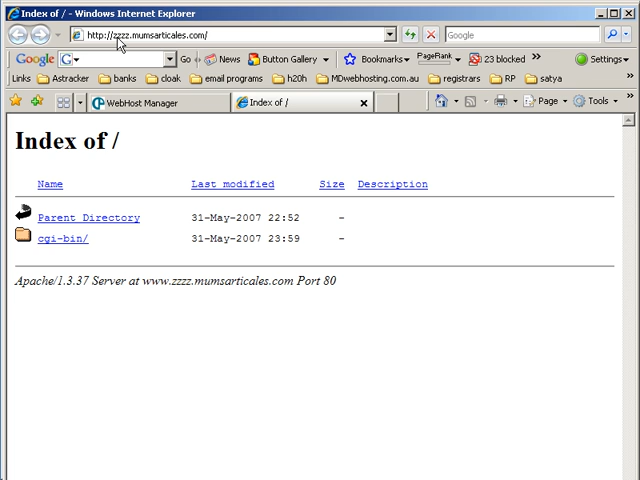 Index of / - Windows Internet Explorer
http://zzzz.mumsarticales.com/
Google
Google G Go News Button Gallery Bookmarks PageRank 23 blocked » Settings
Links Astracker banks cloak email programs h20h MDwebhosting.com.au registrars RP satya »
WebHost Manager Index of / Page Tools »
Index of /
Name Last modified Size Description
Parent Directory 31-May-2007 22:52 -
cgi-bin/ 31-May-2007 23:59 -
Apache/1.3.37 Server at www.zzzz.mumsarticales.com Port 80